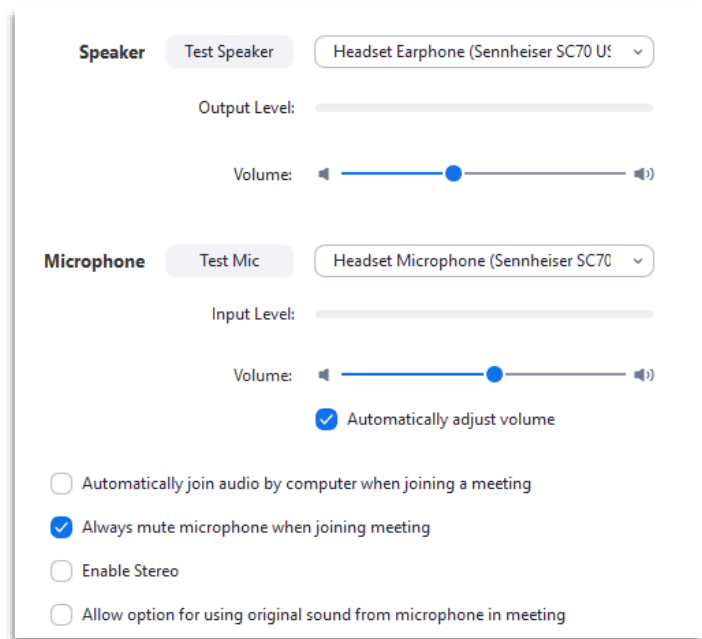 Speaker Test Speaker Headset Earphone (Sennheiser SC70 US
Output Level:
Volume:
Microphone Test Mic Headset Microphone (Sennheiser SC70
Input Level:
Volume:
Automatically adjust volume
Automatically join audio by computer when joining a meeting
Always mute microphone when joining meeting
Enable Stereo
Allow option for using original sound from microphone in meeting